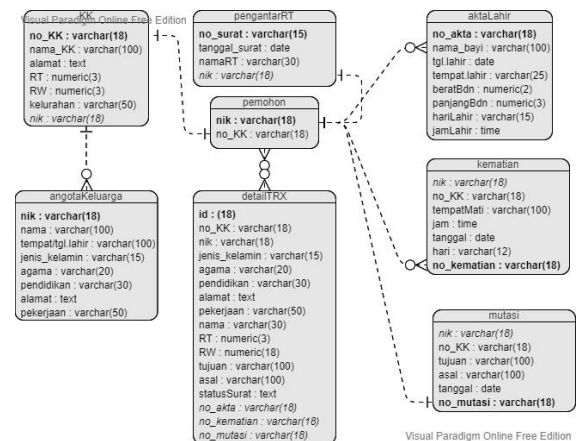 Visual Paradigm Online Free Edition
KK
no_KK : varchar(18)
nama_KK : varchar(100)
alamat : text
RT : numeric(3)
RW : numeric(3)
kelurahan : varchar(50)
nik : varchar(18)
pengantarRT
no_surat : varchar(15)
tanggal_surat : date
namaRT : varchar(30)
nik : varchar(18)
aktaLahir
no_akta : varchar(18)
nama_bayi : varchar(100)
tgl.lahir : date
tempat.lahir : varchar(25)
beratBdn : numeric(2)
panjangBdn : numeric(3)
hariLahir : varchar(15)
jamLahir : time
pemohon
nik : varchar(18)
no_KK : varchar(18)
kematian
nik : varchar(18)
no_KK : varchar(18)
tempatMati : varchar(100)
jam : time
tanggal : date
hari : varchar(12)
no_kematian : varchar(18)
angotaKeluarga
nik : varchar(18)
nama : varchar(100)
tempat/tgl.lahir : varchar(100)
jenis_kelamin : varchar(15)
agama : varchar(20)
pendidikan : varchar(30)
alamat : text
pekerjaan : varchar(50)
detailTRX
id : (18)
no_KK : varchar(18)
nik : varchar(18)
jenis_kelamin : varchar(15)
agama : varchar(20)
pendidikan : varchar(30)
alamat : text
pekerjaan : varchar(50)
nama : varchar(30)
RT : numeric(3)
RW : numeric(18)
tujuan : varchar(100)
asal : varchar(100)
statusSurat : text
no_akta : varchar(18)
no_kematian : varchar(18)
no_mutasi : varchar(18)
mutasi
nik : varchar(18)
no_KK : varchar(18)
tujuan : varchar(100)
asal : varchar(100)
tanggal : date
no_mutasi : varchar(18)
Visual Paradigm Online Free Edition